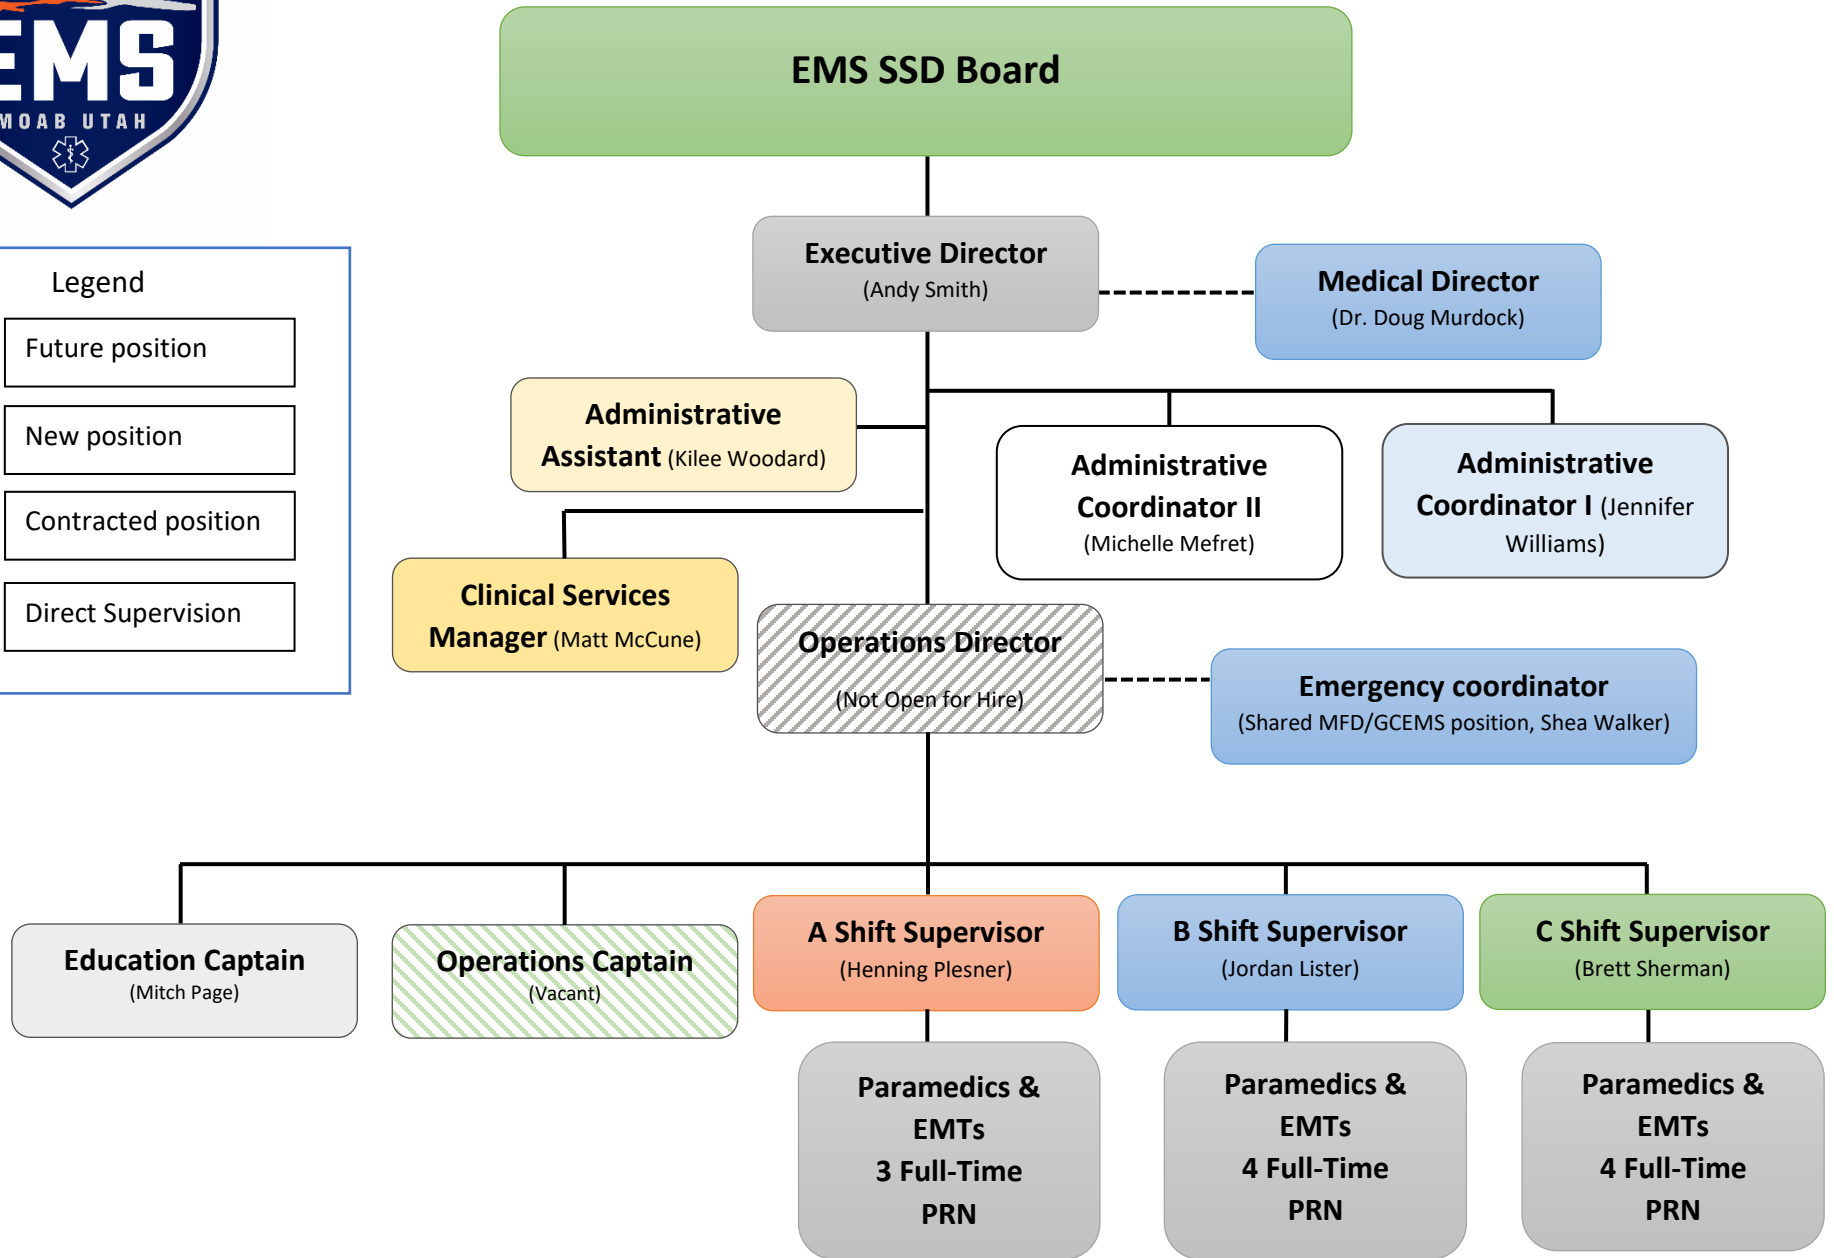 EMS
MOAB UTAH
EMS SSD Board
Executive Director
(Andy Smith)
Medical Director
(Dr. Doug Murdock)
Legend
Future position
New position
Contracted position
Direct Supervision
Administrative
Assistant (Kilee Woodard)
Administrative
Coordinator II
(Michelle Mefret)
Administrative
Coordinator I (Jennifer
Williams)
Clinical Services
Manager (Matt McCune)
Operations Director
(Not Open for Hire)
Emergency coordinator
(Shared MFD/GCEMS position, Shea Walker)
Education Captain
(Mitch Page)
Operations Captain
(Vacant)
A Shift Supervisor
(Henning Plesner)
B Shift Supervisor
(Jordan Lister)
C Shift Supervisor
(Brett Sherman)
Paramedics &
EMTs
3 Full-Time
PRN
Paramedics &
EMTs
4 Full-Time
PRN
Paramedics &
EMTs
4 Full-Time
PRN